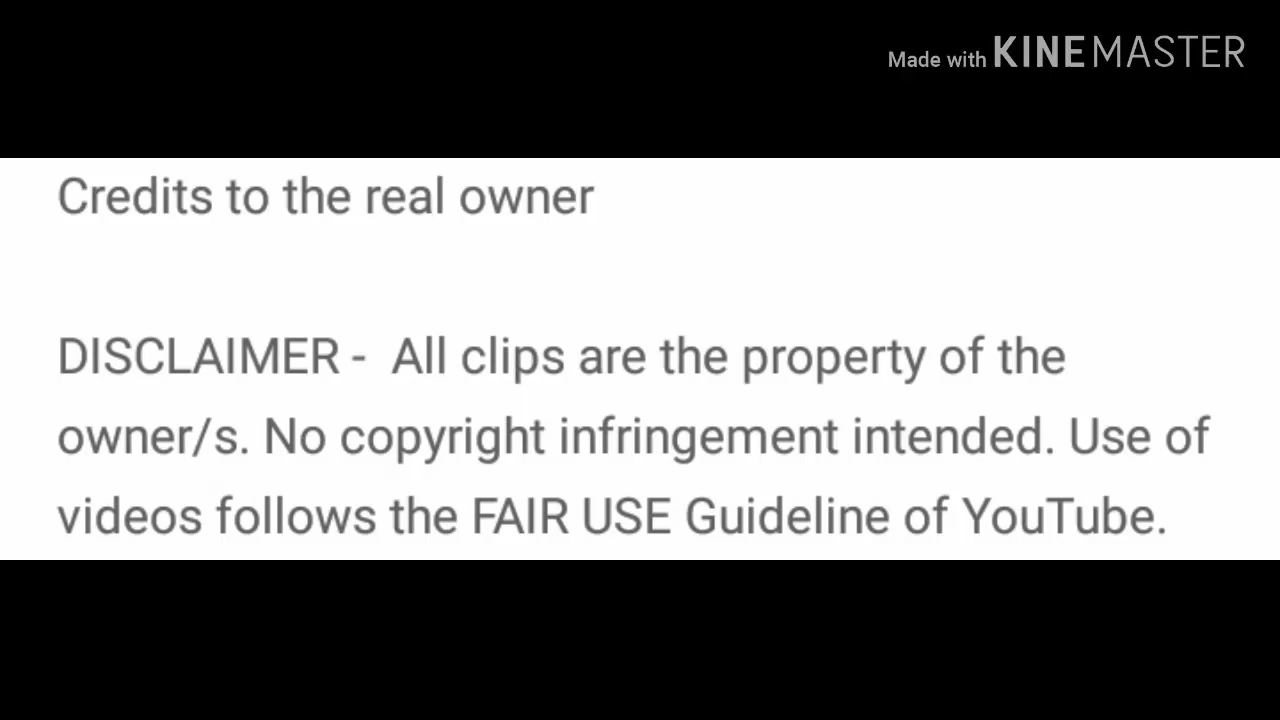 Made with KINEMASTER
Credits to the real owner
DISCLAIMER -  All clips are the property of the
owner/s. No copyright infringement intended. Use of
videos follows the FAIR USE Guideline of YouTube.